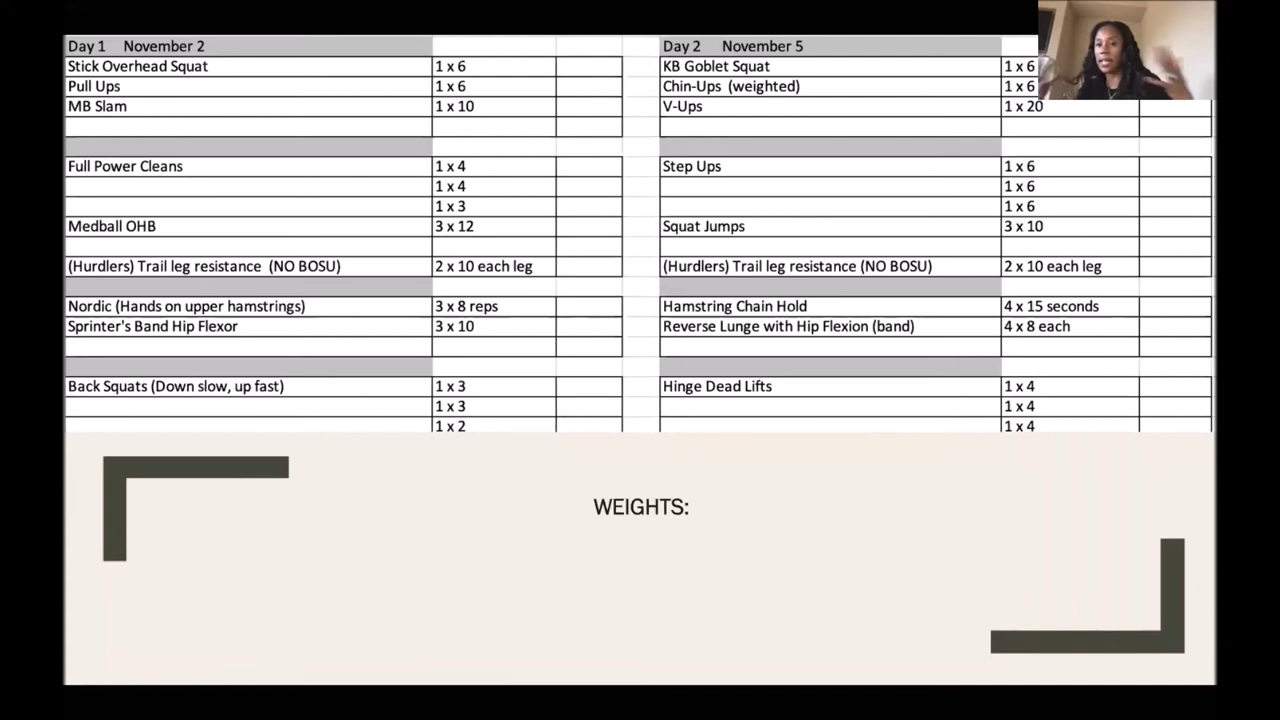 Day 1 November 2
Stick Overhead Squat 1 x 6
Pull Ups 1 x 6
MB Slam 1 x 10
Full Power Cleans 1 x 4
1 x 4
1 x 3
Medball OHB 3 x 12
(Hurdlers) Trail leg resistance (NO BOSU) 2 x 10 each leg
Nordic (Hands on upper hamstrings) 3 x 8 reps
Sprinter's Band Hip Flexor 3 x 10
Back Squats (Down slow, up fast) 1 x 3
1 x 3
1 x 2
Day 2 November 5
KB Goblet Squat 1 x 6
Chin-Ups (weighted) 1 x 6
V-Ups 1 x 20
Step Ups 1 x 6
1 x 6
1 x 6
Squat Jumps 3 x 10
(Hurdlers) Trail leg resistance (NO BOSU) 2 x 10 each leg
Hamstring Chain Hold 4 x 15 seconds
Reverse Lunge with Hip Flexion (band) 4 x 8 each
Hinge Dead Lifts 1 x 4
1 x 4
1 x 4
WEIGHTS: